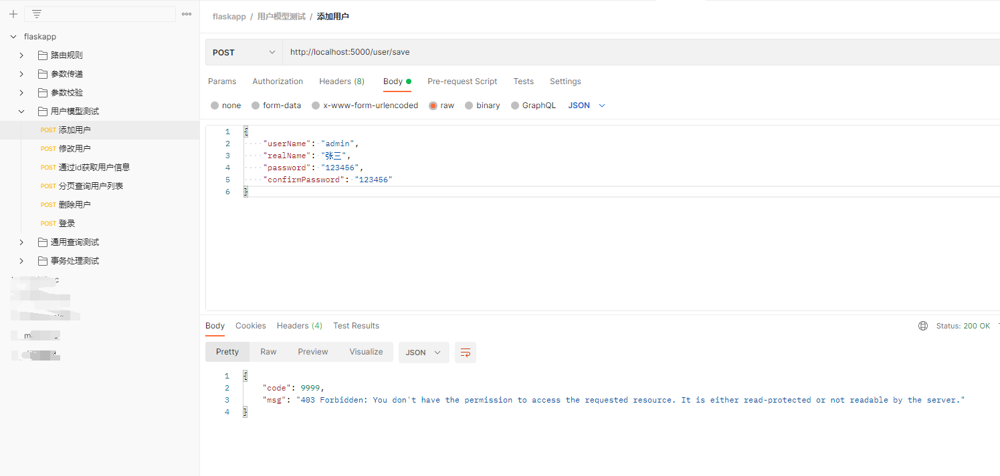 flaskapp
路由规则
参数传递
参数校验
用户模型测试
POST 添加用户
POST 修改用户
POST 通过id获取用户信息
POST 分页查询用户列表
POST 删除用户
POST 登录
通用查询测试
事务处理测试
flaskapp / 用户模型测试 / 添加用户
POST http://localhost:5000/user/save
Params Authorization Headers (8) Body Pre-request Script Tests Settings
none form-data x-www-form-urlencoded raw binary GraphQL JSON
1 {
2 "userName": "admin",
3 "realName": "张三",
4 "password": "123456",
5 "confirmPassword": "123456"
6 }
Body Cookies Headers (4) Test Results Status: 200 OK
Pretty Raw Preview Visualize JSON
1 {
2 "code": 9999,
3 "msg": "403 Forbidden: You don't have the permission to access the requested resource. It is either read-protected or not readable by the server."
4 }